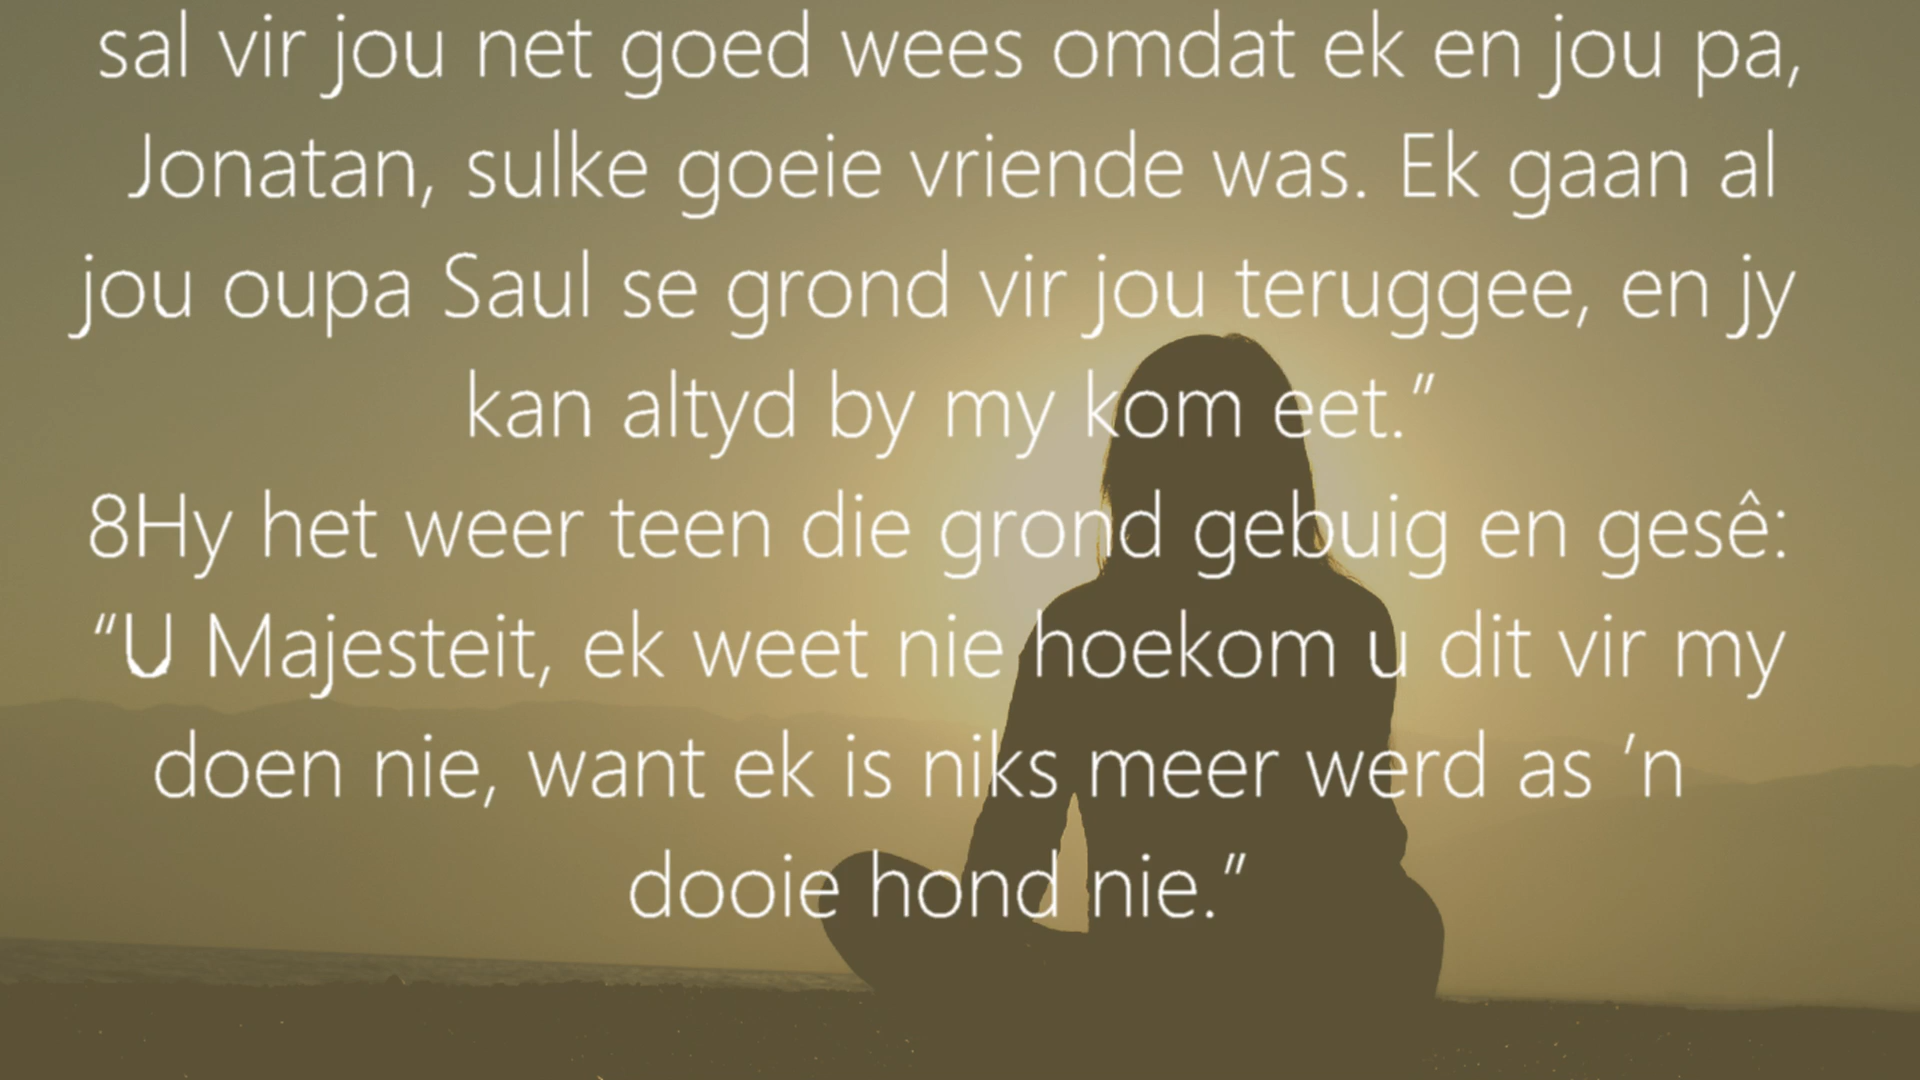 sal vir jou net goed wees omdat ek en jou pa,
Jonatan, sulke goeie vriende was. Ek gaan al
jou oupa Saul se grond vir jou teruggee, en jy
kan altyd by my kom eet.”
8Hy het weer teen die grond gebuig en gesê:
“U Majesteit, ek weet nie hoekom u dit vir my
doen nie, want ek is niks meer werd as ’n
dooie hond nie.”